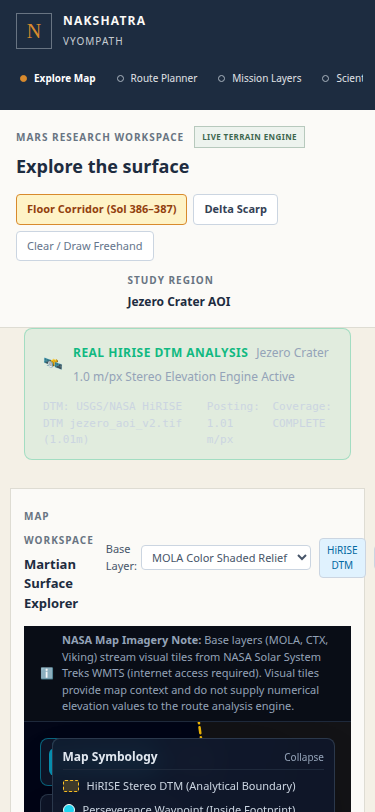 N
NAKSHATRA
VYOMPATH
Explore Map Route Planner Mission Layers Scient
MARS RESEARCH WORKSPACE LIVE TERRAIN ENGINE
Explore the surface
Floor Corridor (Sol 386–387) Delta Scarp
Clear / Draw Freehand
STUDY REGION
Jezero Crater AOI
REAL HIRISE DTM ANALYSIS Jezero Crater
1.0 m/px Stereo Elevation Engine Active
DTM: USGS/NASA HiRISE
DTM jezero_aoi_v2.tif
(1.01m)
Posting:
1.01
m/px
Coverage:
COMPLETE
MAP
WORKSPACE
Martian
Surface
Explorer
Base
Layer:
MOLA Color Shaded Relief
HiRISE
DTM
NASA Map Imagery Note: Base layers (MOLA, CTX,
Viking) stream visual tiles from NASA Solar System
Treks WMTS (internet access required). Visual tiles
provide map context and do not supply numerical
elevation values to the route analysis engine.
Map Symbology Collapse
HiRISE Stereo DTM (Analytical Boundary)
Perseverance Waypoint (Inside Footprint)